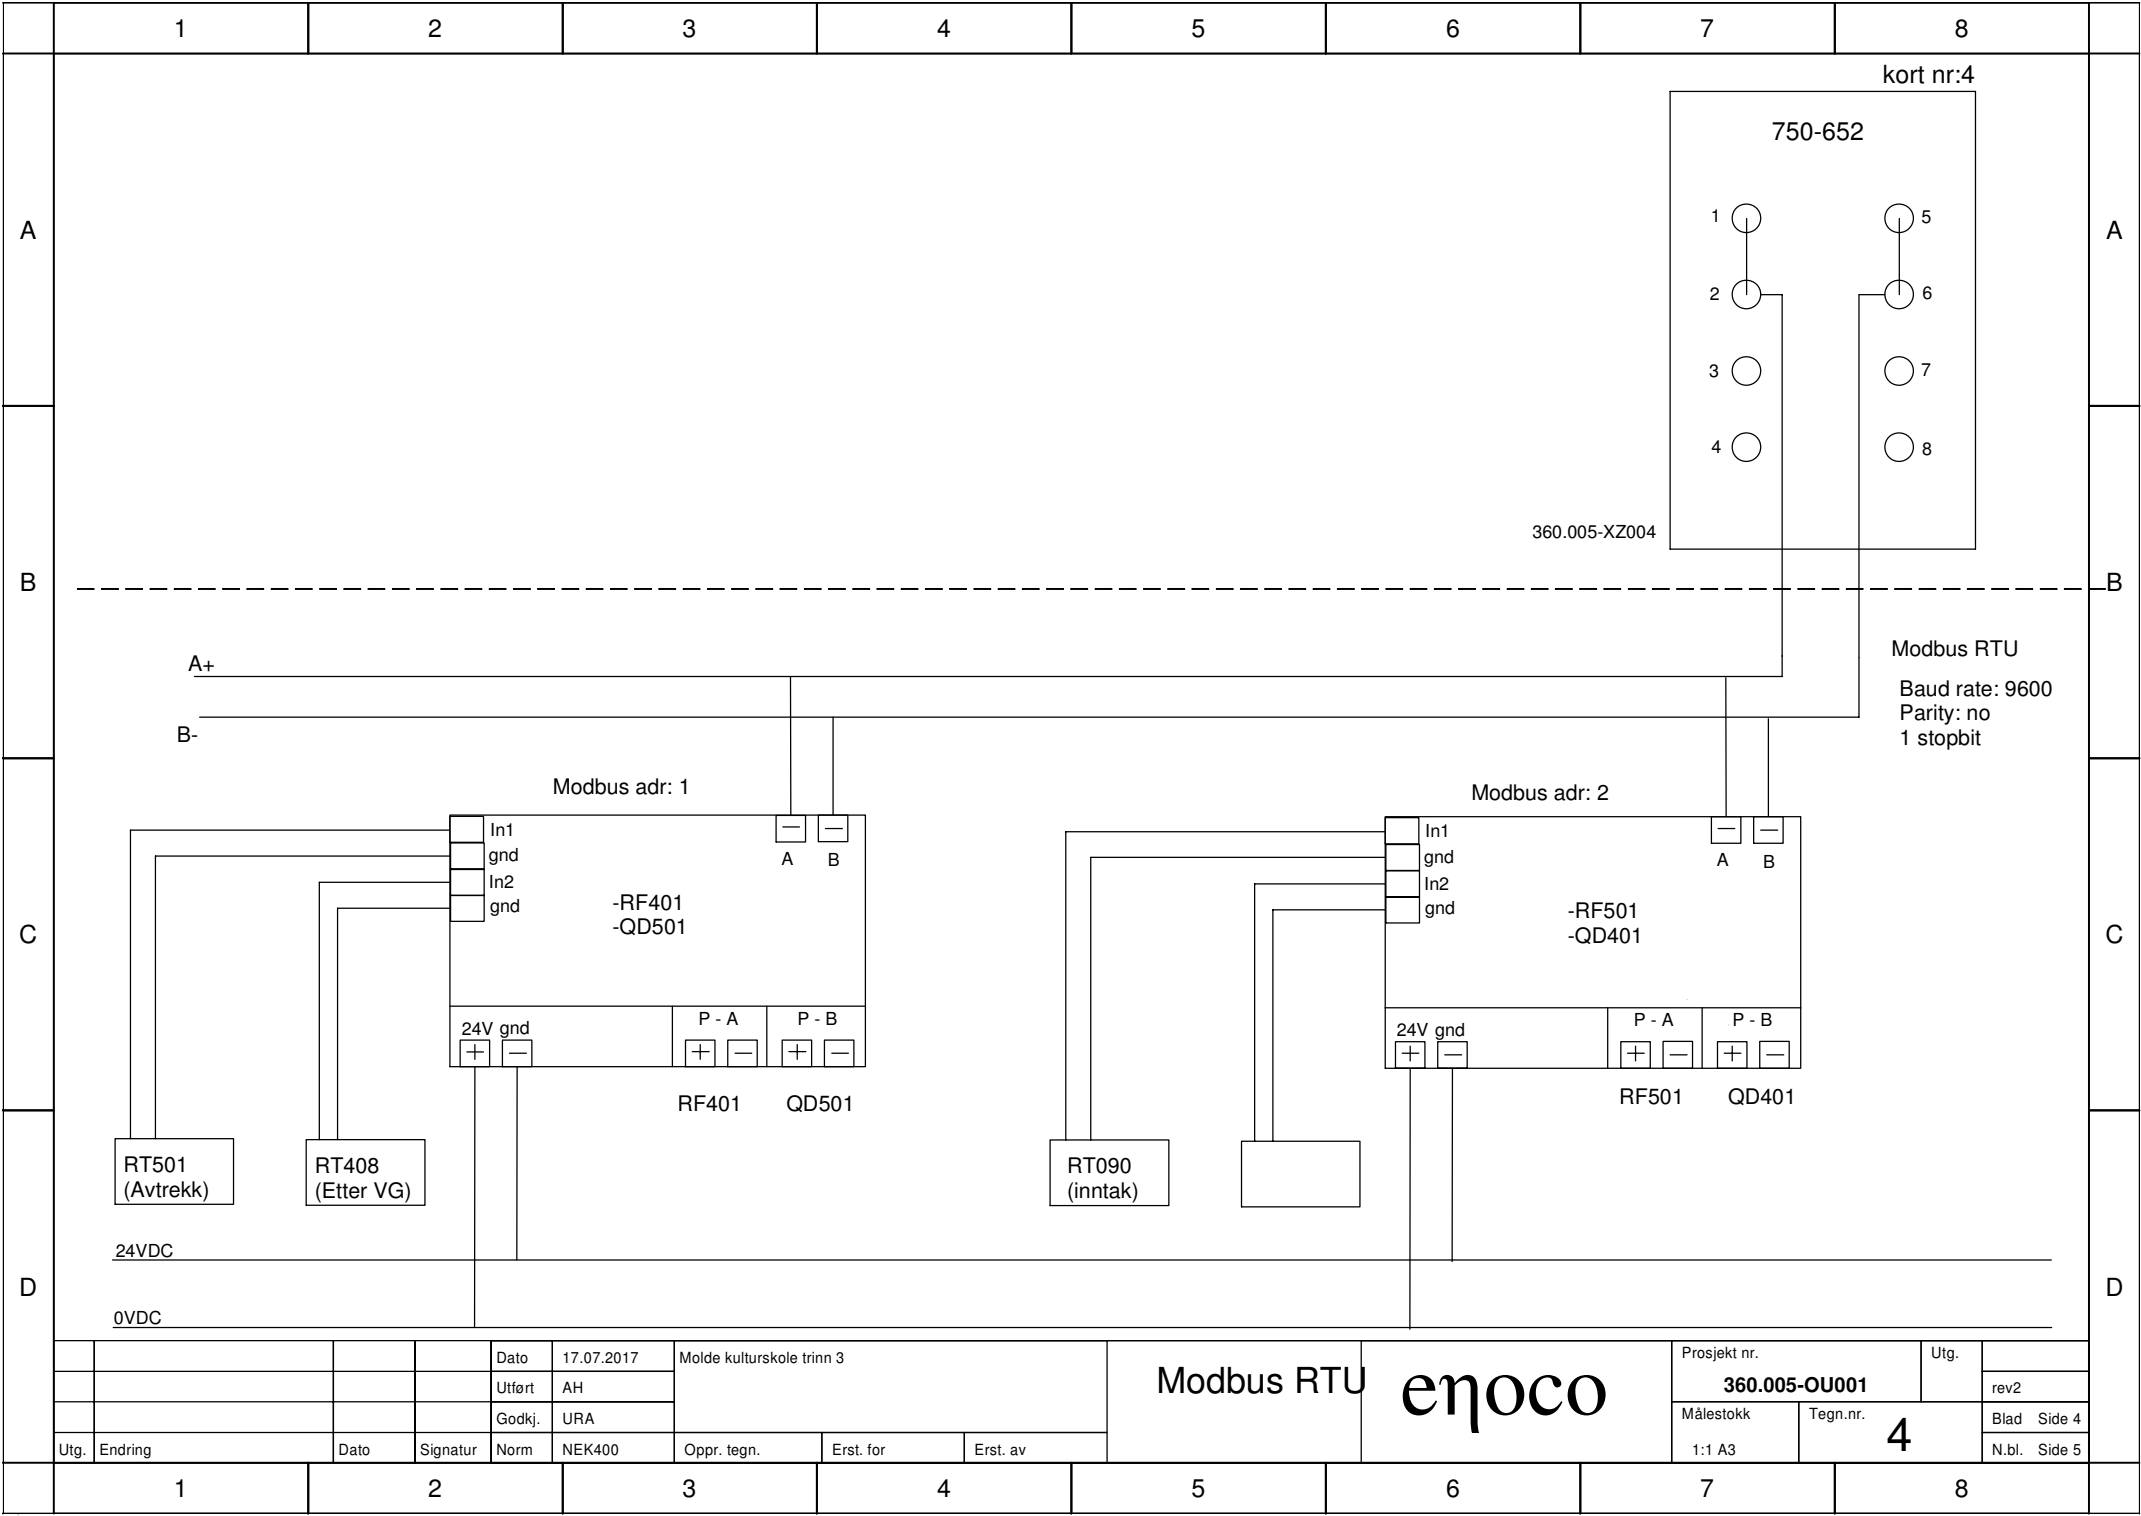 1 2 3 4 5 6 7 8
kort nr:4
750-652
A
A
1
5
2
6
3
7
4
8
360.005-XZ004
B
B
A+
B-
Modbus RTU
Baud rate: 9600
Parity: no
1 stopbit
Modbus adr: 1
Modbus adr: 2
In1
gnd
In2
gnd
A B
-RF401
-QD501
In1
gnd
In2
gnd
A B
-RF501
-QD401
C
C
24V gnd
P - A
P - B
RF401
QD501
24V gnd
P - A
P - B
RF501
QD401
RT501
(Avtrekk)
RT408
(Etter VG)
RT090
(inntak)
24VDC
D
D
0VDC
Dato 17.07.2017
Utført AH
Godkj. URA
Norm NEK400
Utg. Endring Dato Signatur
Molde kulturskole trinn 3
Oppr. tegn. Erst. for Erst. av
Modbus RTU
enoco
Prosjekt nr.
360.005-OU001
Utg.
rev2
Målestokk
1:1 A3
Tegn.nr.
4
Blad Side 4
N.bl. Side 5
1 2 3 4 5 6 7 8